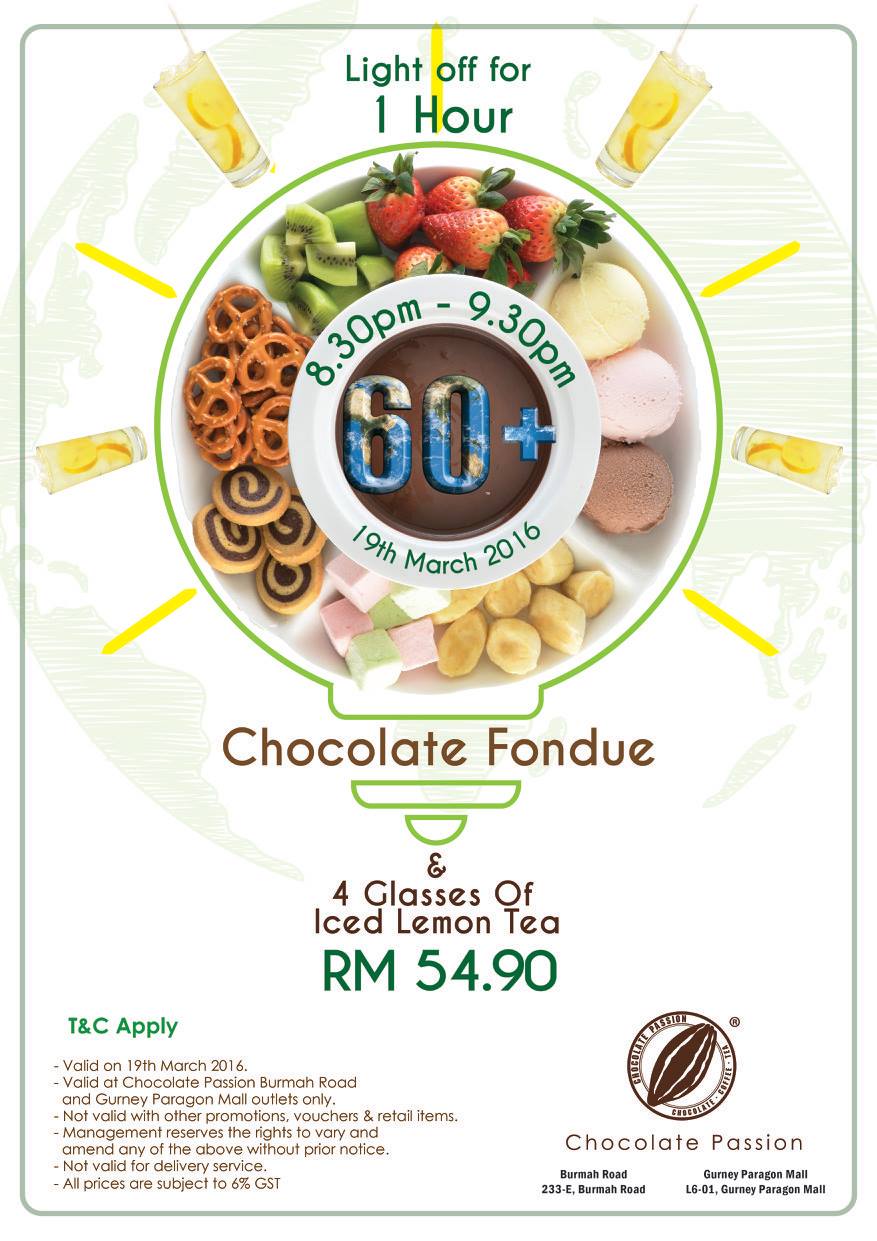 Light off for
1 Hour
8.30pm - 9.30pm
60+
19th March 2016
Chocolate Fondue
&
4 Glasses Of
Iced Lemon Tea
RM 54.90
T&C Apply
- Valid on 19th March 2016.
- Valid at Chocolate Passion Burmah Road
and Gurney Paragon Mall outlets only.
- Not valid with other promotions, vouchers & retail items.
- Management reserves the rights to vary and
amend any of the above without prior notice.
- Not valid for delivery service.
- All prices are subject to 6% GST
CHOCOLATE PASSION
CHOCOLATE · COFFEE · TEA
®
Chocolate Passion
Burmah Road
233-E, Burmah Road
Gurney Paragon Mall
L6-01, Gurney Paragon Mall